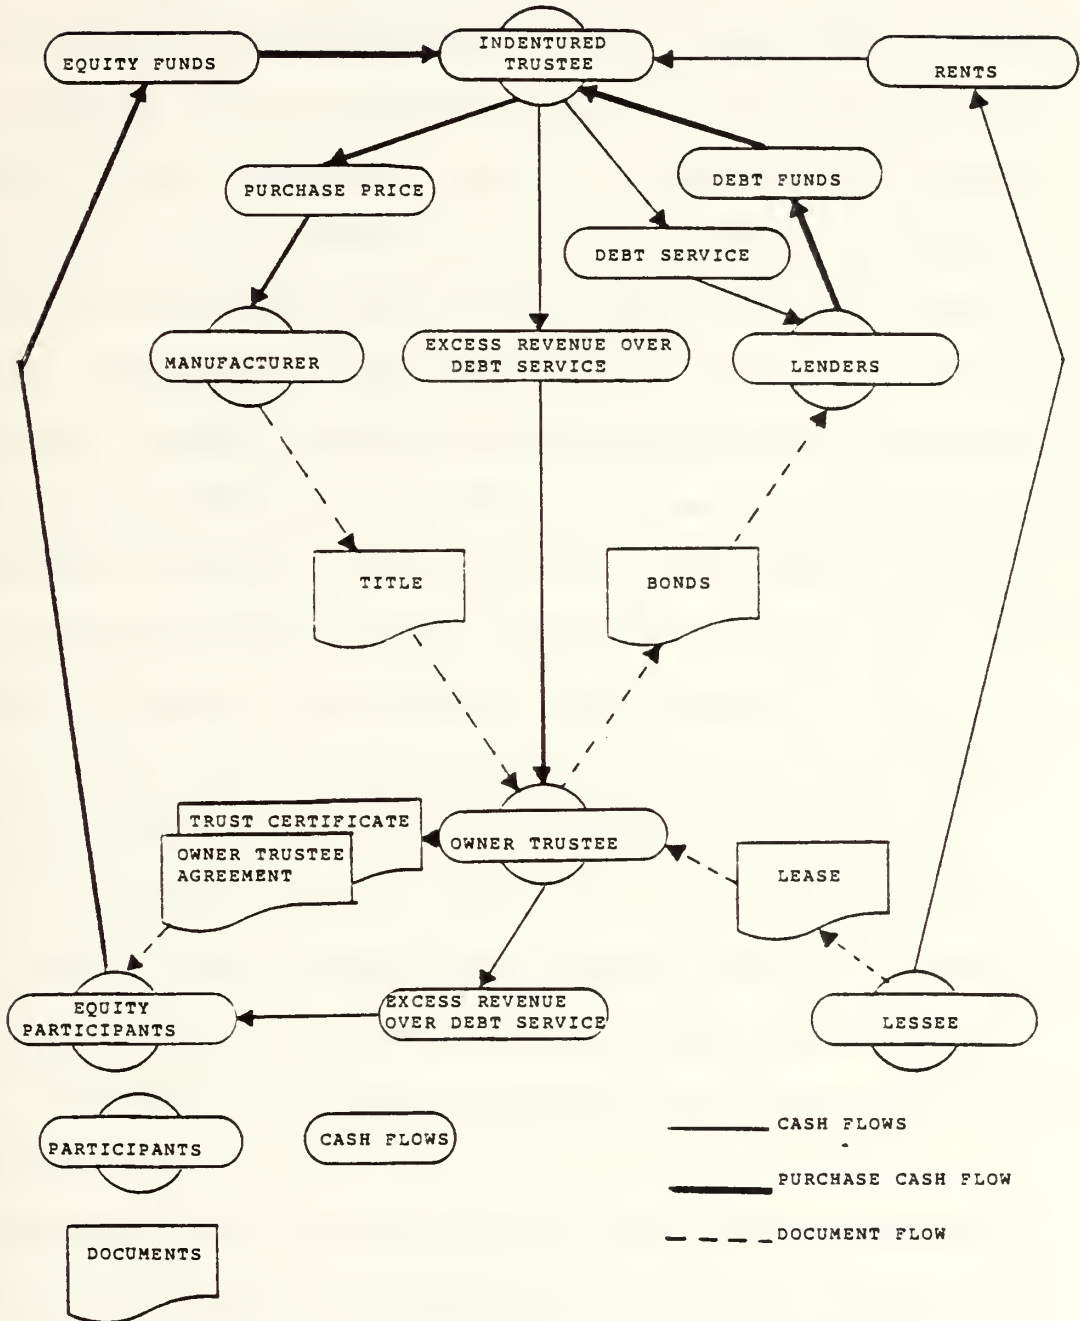 INDENTURED
TRUSTEE
EQUITY FUNDS
RENTS
PURCHASE PRICE
DEBT FUNDS
DEBT SERVICE
MANUFACTURER
EXCESS REVENUE OVER
DEBT SERVICE
LENDERS
TITLE
BONDS
TRUST CERTIFICATE
OWNER TRUSTEE
AGREEMENT
OWNER TRUSTEE
LEASE
EQUITY
PARTICIPANTS
EXCESS REVENUE
OVER DEBT SERVICE
LESSEE
PARTICIPANTS
CASH FLOWS
CASH FLOWS
PURCHASE CASH FLOW
DOCUMENT FLOW
DOCUMENTS